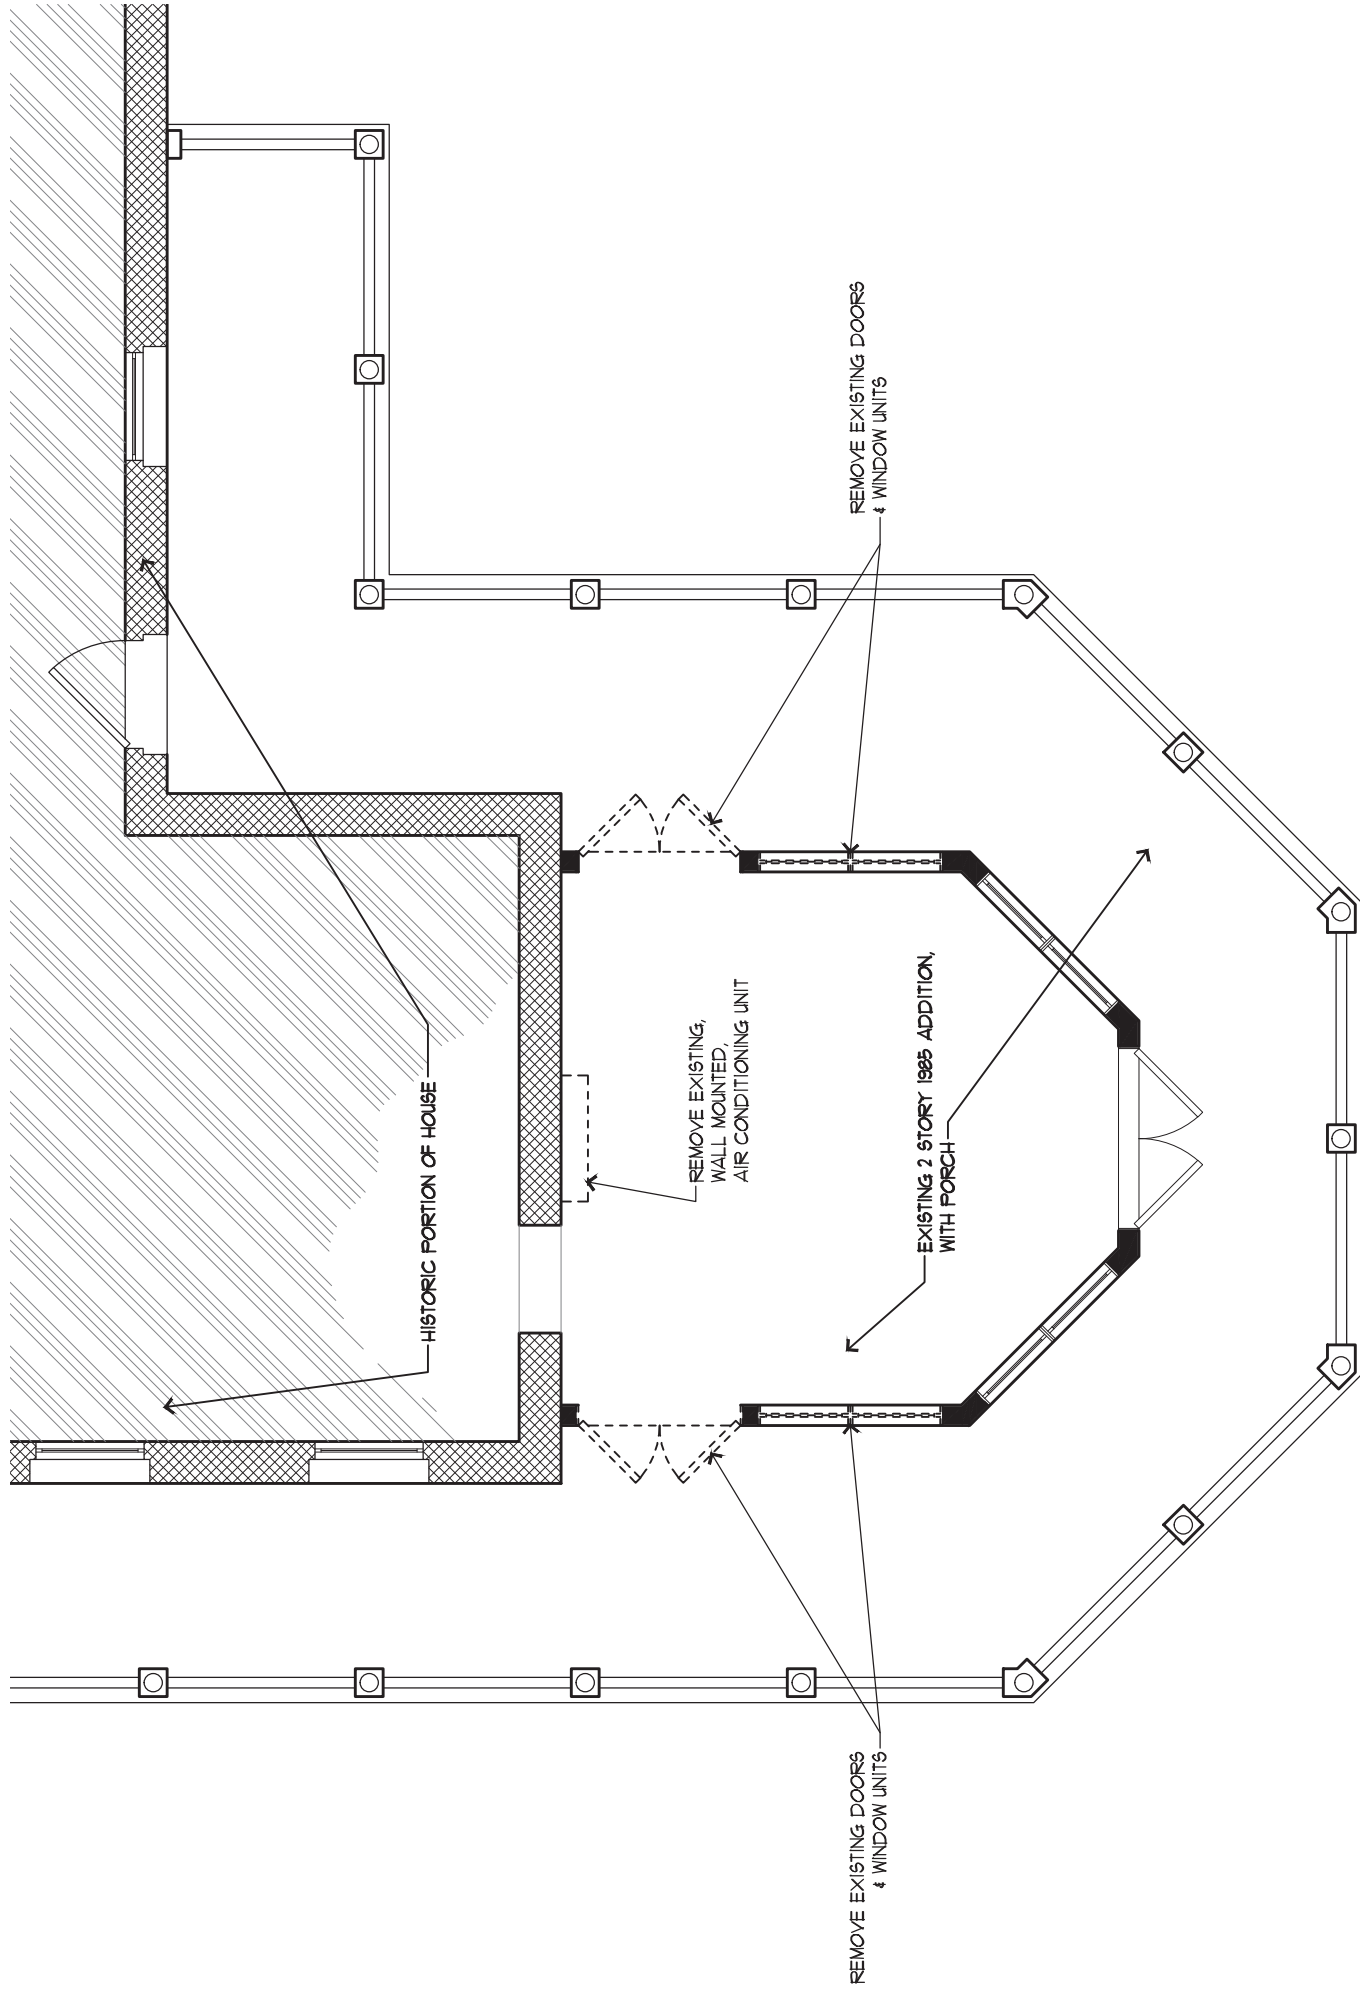 HISTORIC PORTION OF HOUSE
REMOVE EXISTING,
WALL MOUNTED,
AIR CONDITIONING UNIT
EXISTING 2 STORY 1985 ADDITION,
WITH PORCH
REMOVE EXISTING DOORS
& WINDOW UNITS
REMOVE EXISTING DOORS
& WINDOW UNITS